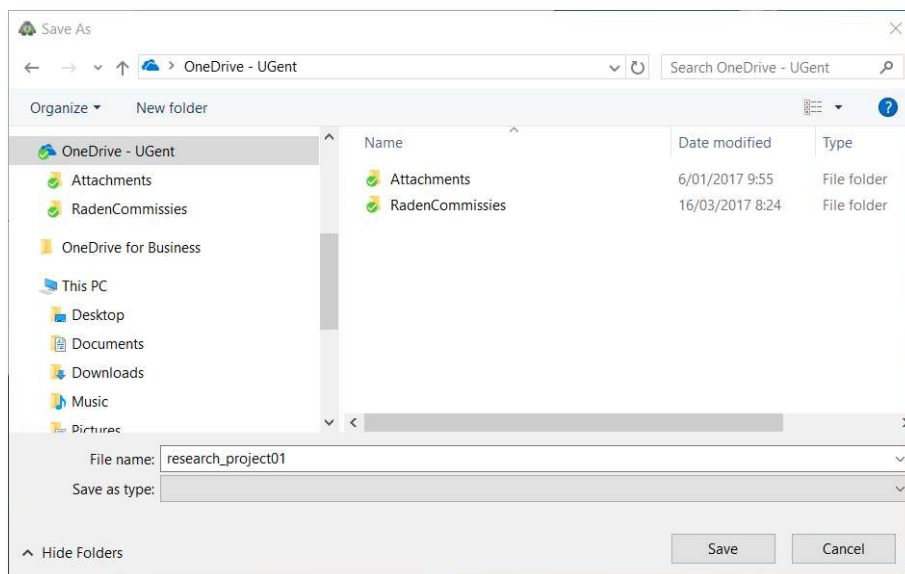 Save As
OneDrive - UGent
Search OneDrive - UGent
Organize
New folder
OneDrive - UGent
Attachments
RadenCommissies
OneDrive for Business
This PC
Desktop
Documents
Downloads
Music
Pictures
Name Date modified Type
Attachments 6/01/2017 9:55 File folder
RadenCommissies 16/03/2017 8:24 File folder
File name: research_project01
Save as type:
Hide Folders
Save
Cancel